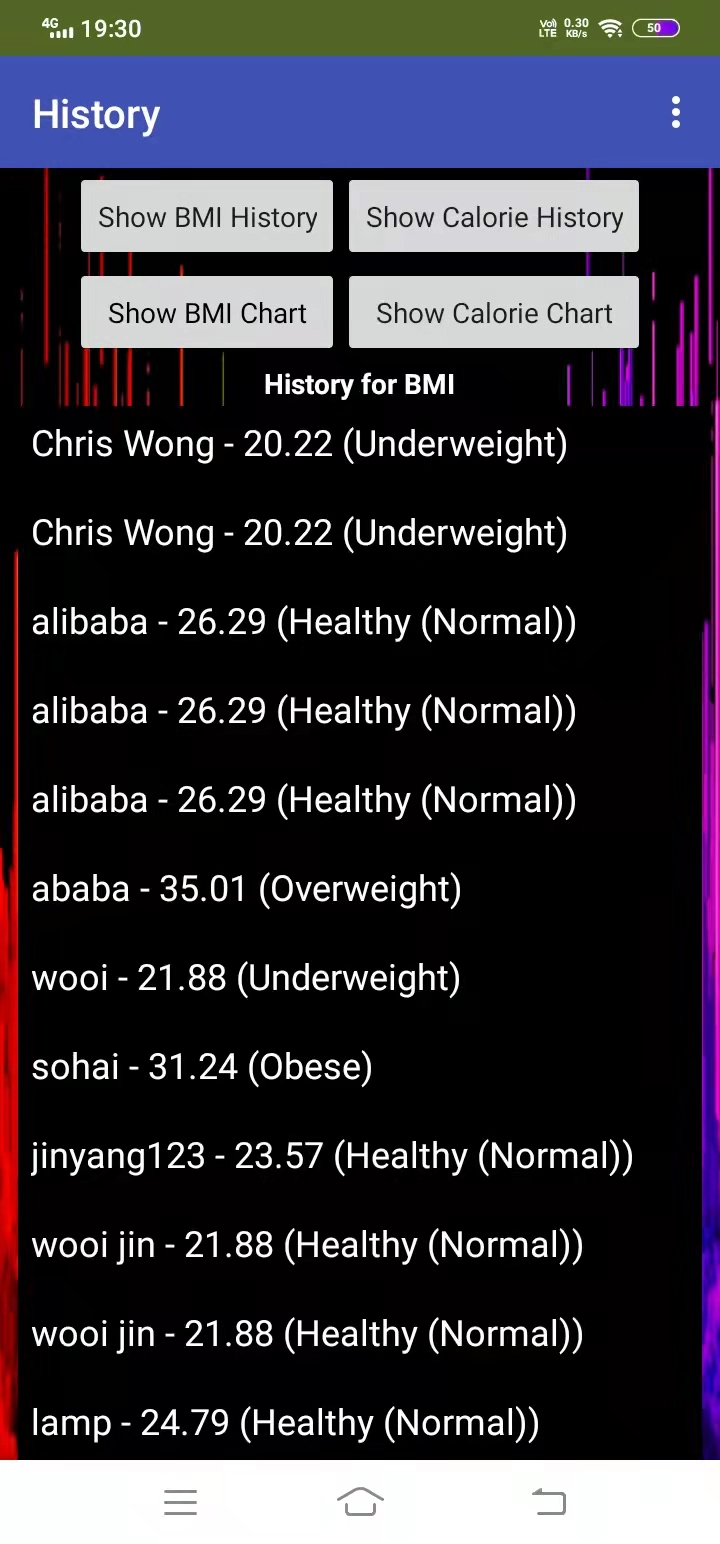 4G 19:30 Vo) LTE 0.30 KB/s 50
History
Show BMI History Show Calorie History
Show BMI Chart Show Calorie Chart
History for BMI
Chris Wong - 20.22 (Underweight)
Chris Wong - 20.22 (Underweight)
alibaba - 26.29 (Healthy (Normal))
alibaba - 26.29 (Healthy (Normal))
alibaba - 26.29 (Healthy (Normal))
ababa - 35.01 (Overweight)
wooi - 21.88 (Underweight)
sohai - 31.24 (Obese)
jinyang123 - 23.57 (Healthy (Normal))
wooi jin - 21.88 (Healthy (Normal))
wooi jin - 21.88 (Healthy (Normal))
lamp - 24.79 (Healthy (Normal))